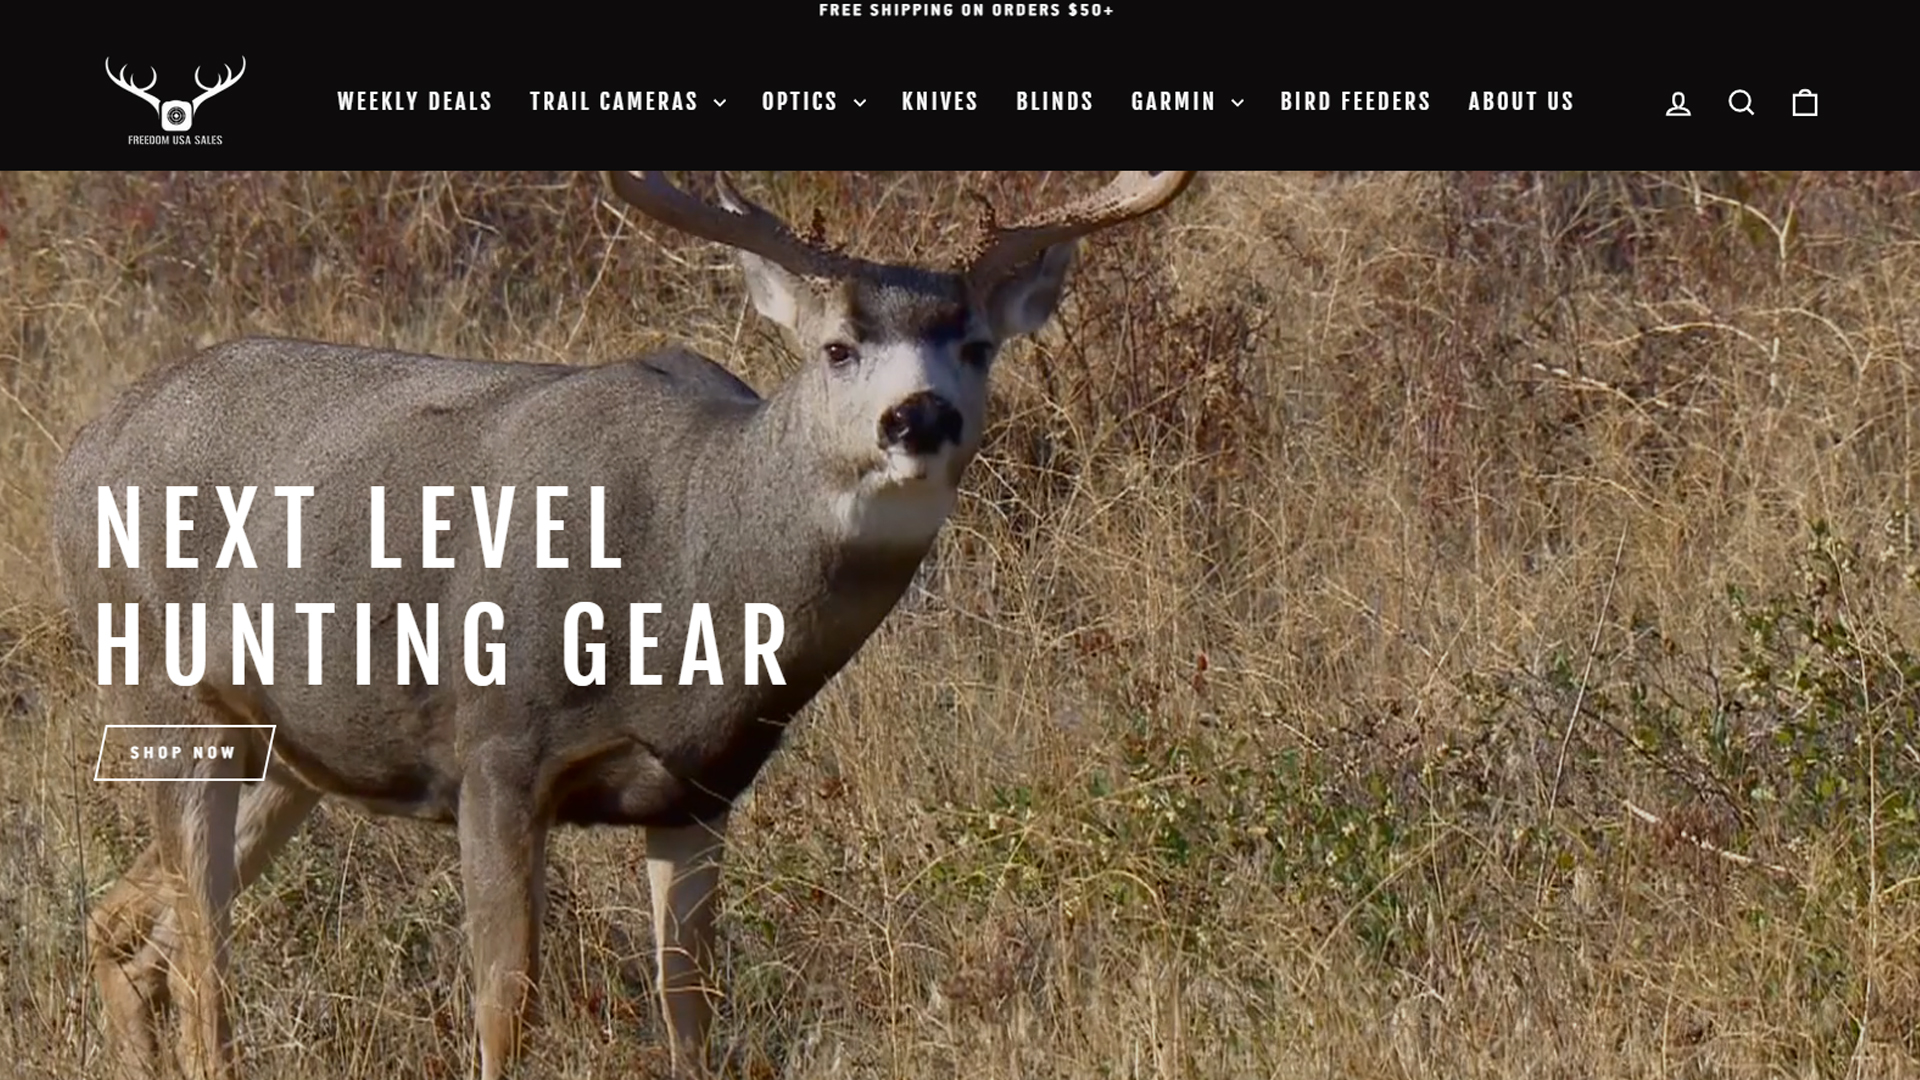 FREE SHIPPING ON ORDERS $50+
FREEDOM USA SALES
WEEKLY DEALS
TRAIL CAMERAS
OPTICS
KNIVES
BLINDS
GARMIN
BIRD FEEDERS
ABOUT US
NEXT LEVEL
HUNTING GEAR
SHOP NOW